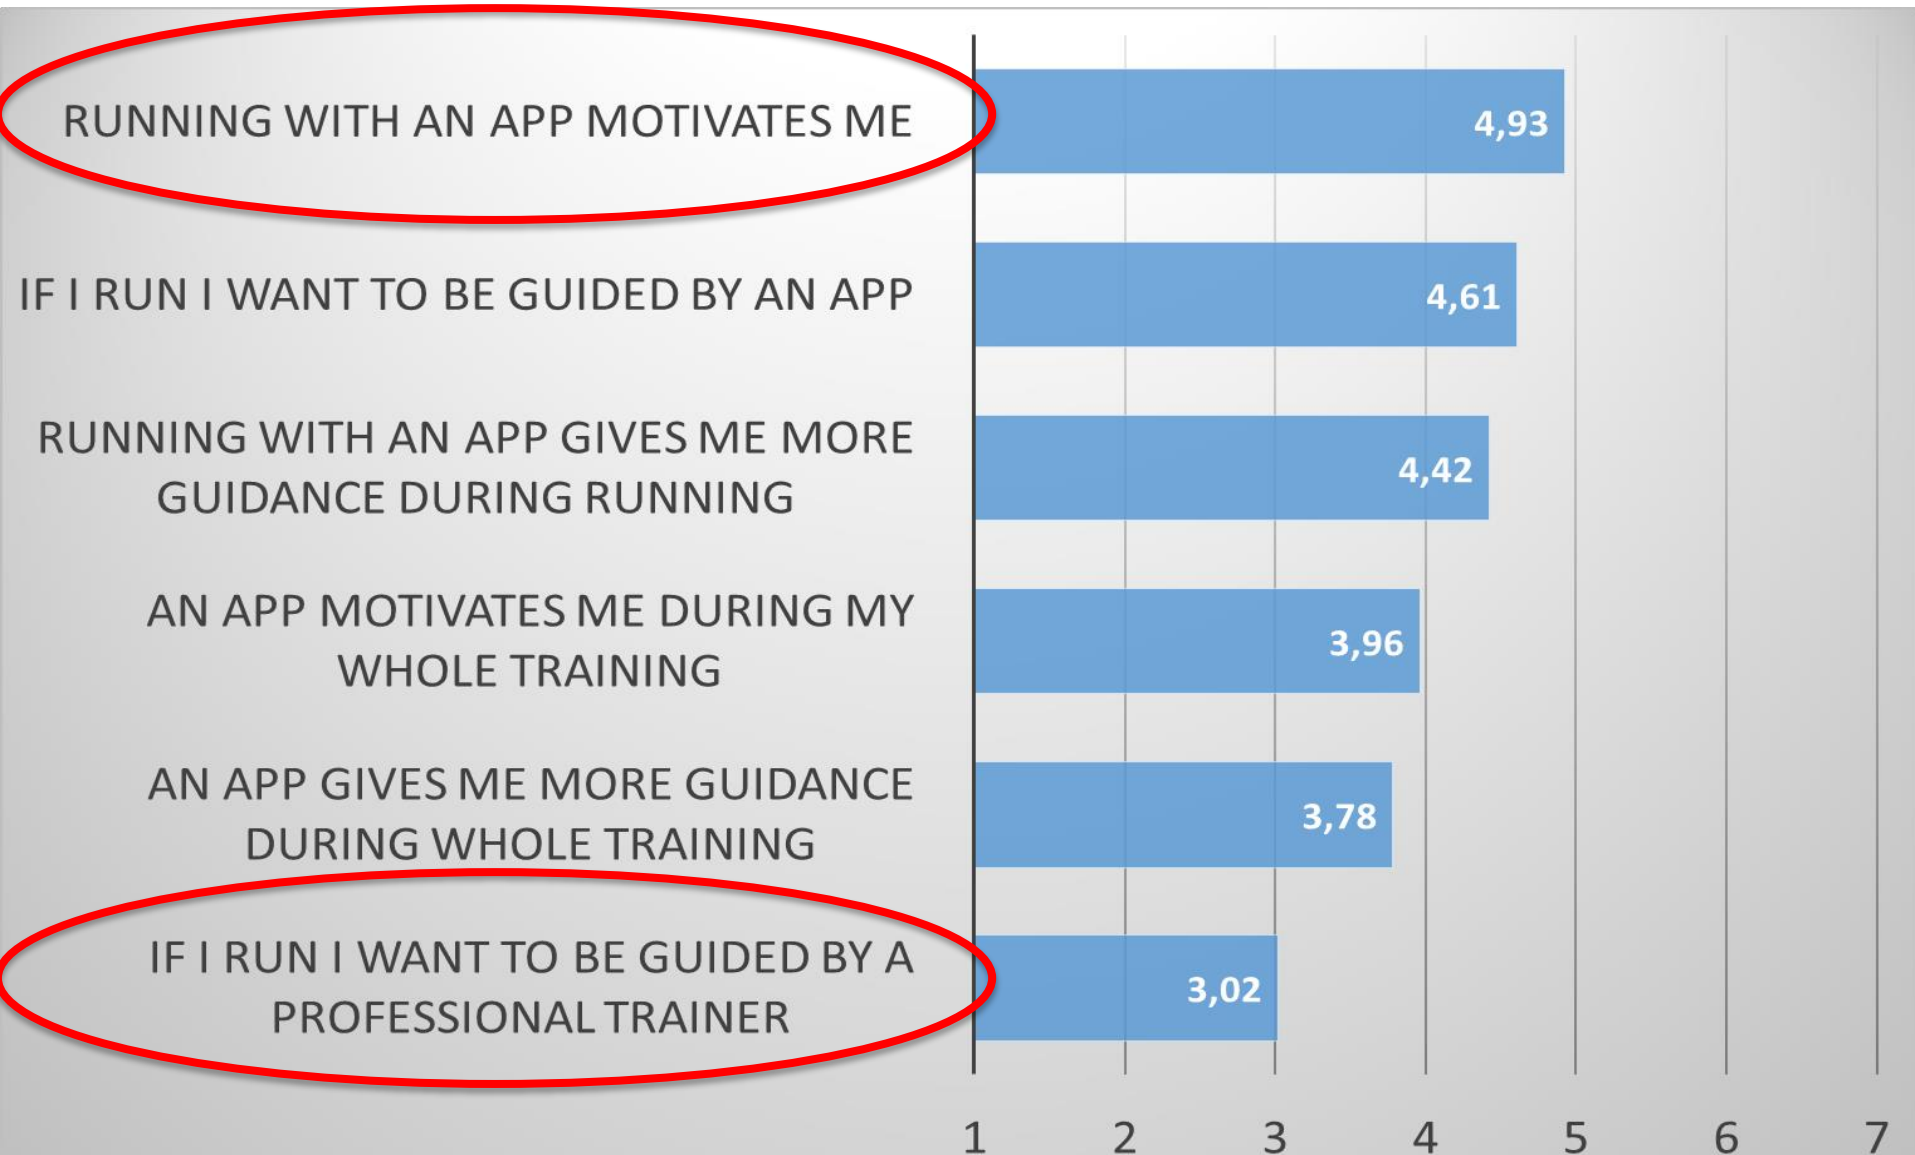 RUNNING WITH AN APP MOTIVATES ME
4,93
IF I RUN I WANT TO BE GUIDED BY AN APP
4,61
RUNNING WITH AN APP GIVES ME MORE
GUIDANCE DURING RUNNING
4,42
AN APP MOTIVATES ME DURING MY
WHOLE TRAINING
3,96
AN APP GIVES ME MORE GUIDANCE
DURING WHOLE TRAINING
3,78
IF I RUN I WANT TO BE GUIDED BY A
PROFESSIONAL TRAINER
3,02
1 2 3 4 5 6 7